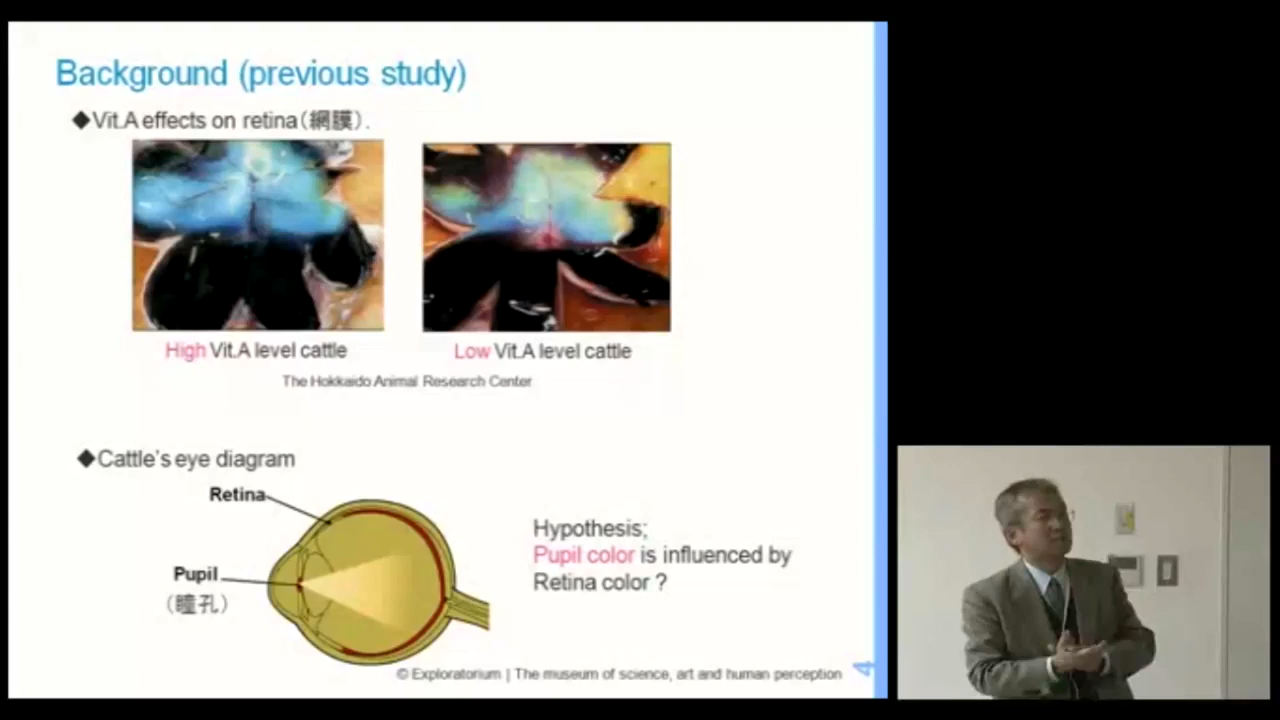 Background (previous study)
◆Vit.A effects on retina(網膜).
High Vit.A level cattle
Low Vit.A level cattle
The Hokkaido Animal Research Center
◆Cattle's eye diagram
Retina
Pupil
(瞳孔)
Hypothesis;
Pupil color is influenced by
Retina color ?
© Exploratorium | The museum of science, art and human perception
4